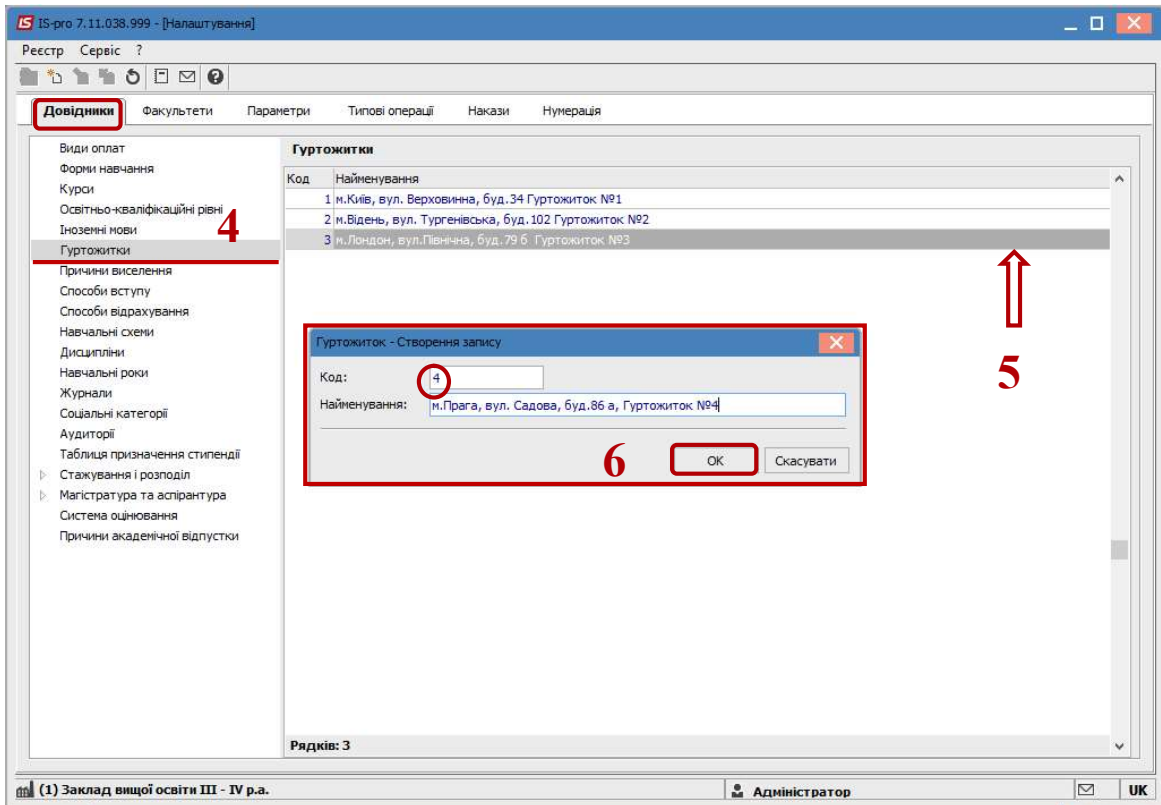 IS-pro 7.11.038.999 - [Налаштування]
Реєстр Сервіс ?
Довідники Факультети Параметри Типові операції Накази Нумерація
Види оплат
Форми навчання
Курси
Освітньо-кваліфікаційні рівні
Іноземні мови
Гуртожитки
Причини виселення
Способи вступу
Способи відрахування
Навчальні схеми
Дисципліни
Навчальні роки
Журнали
Соціальні категорії
Аудиторії
Таблиця призначення стипендії
Стажування і розподіл
Магістратура та аспірантура
Система оцінювання
Причини академічної відпустки
4
Гуртожитки
Код Найменування
1 м.Київ, вул. Верховинна, буд.34 Гуртожиток №1
2 м.Відень, вул. Тургенівська, буд.102 Гуртожиток №2
3 м.Лондон, вул.Північна, буд.79 б Гуртожиток №3
5
Гуртожиток - Створення запису
Код: 4
Найменування: м.Прага, вул. Садова, буд.86 а, Гуртожиток №4
6
OK Скасувати
Рядків: 3
(1) Заклад вищої освіти III - IV р.а. Адміністратор UK